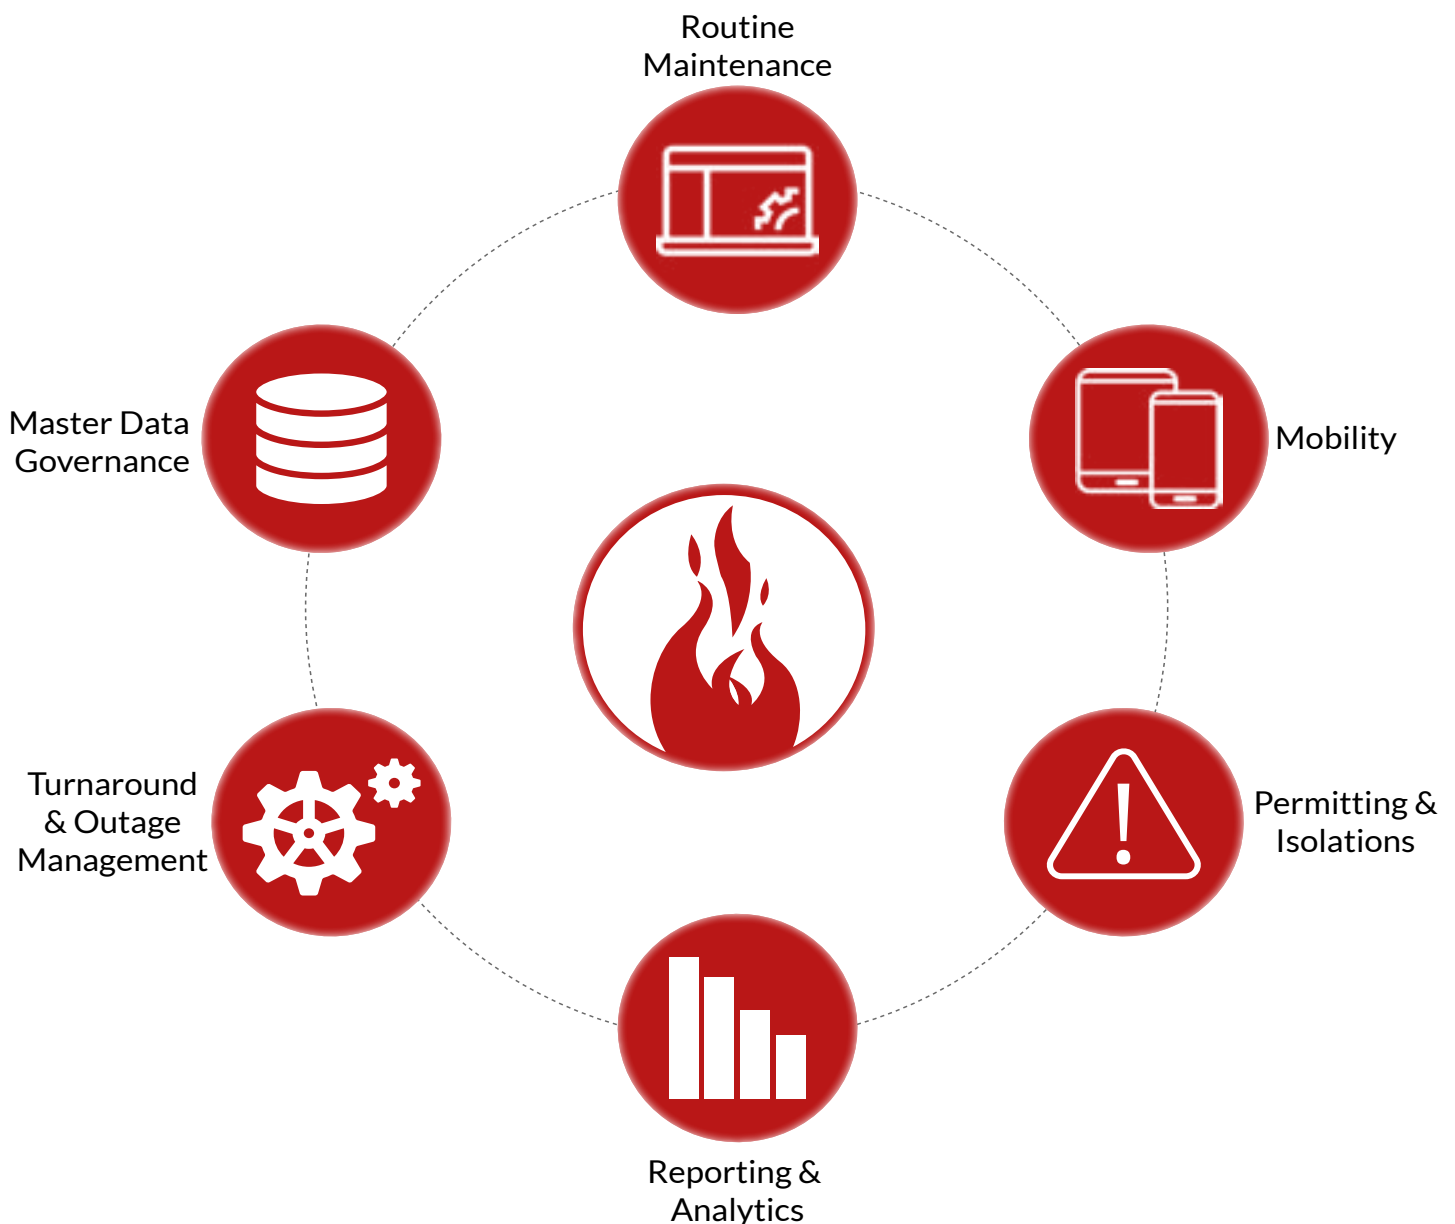 Routine
Maintenance
Master Data
Governance
Mobility
Turnaround
& Outage
Management
Permitting &
Isolations
Reporting &
Analytics